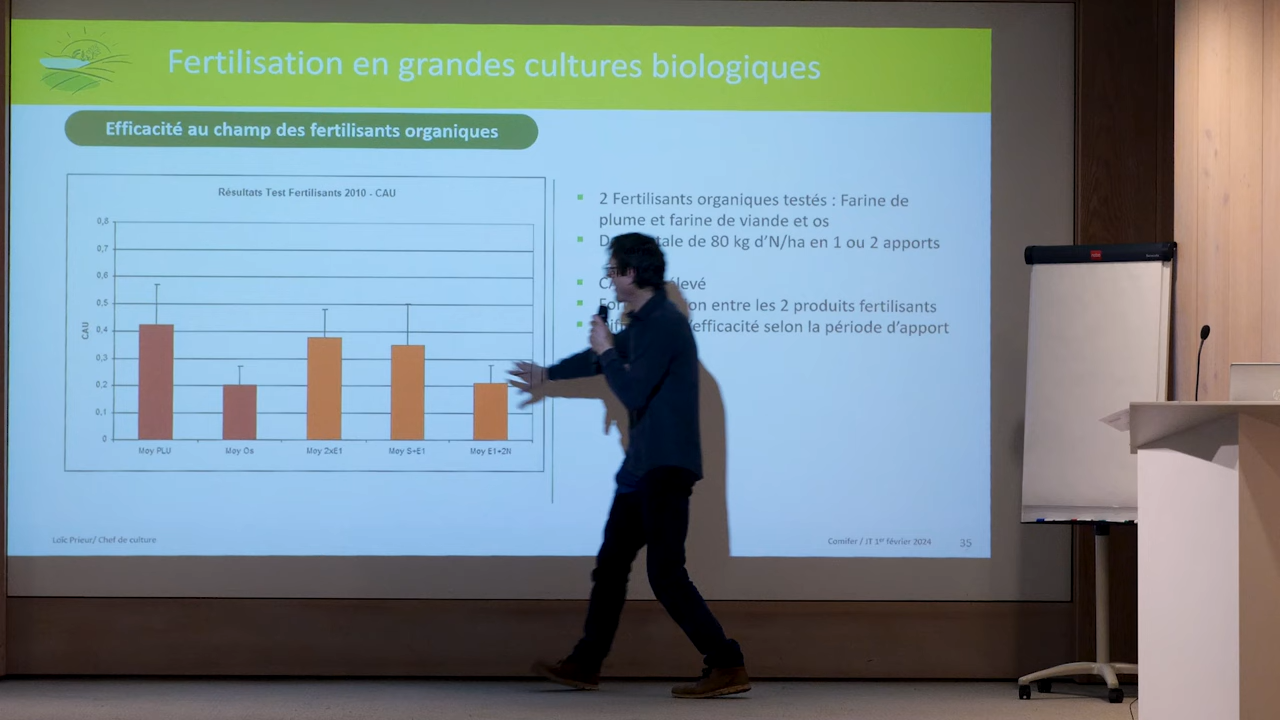 Fertilisation en grandes cultures biologiques
Efficacité au champ des fertilisants organiques
Résultats Test Fertilisants 2010 - CAU
0,8
0,7
0,6
0,5
0,4
0,3
0,2
0,1
0
CAU
Moy PLU
Moy Os
Moy 2xE1
Moy S+E1
Moy E1+2N
2 Fertilisants organiques testés : Farine de
plume et farine de viande et os
de 80 kg d'N/ha en 1 ou 2 apports
entre les 2 produits fertilisants
selon la période d'apport
Loïc Prieur/ Chef de culture
Comifer / JT 1er février 2024
35